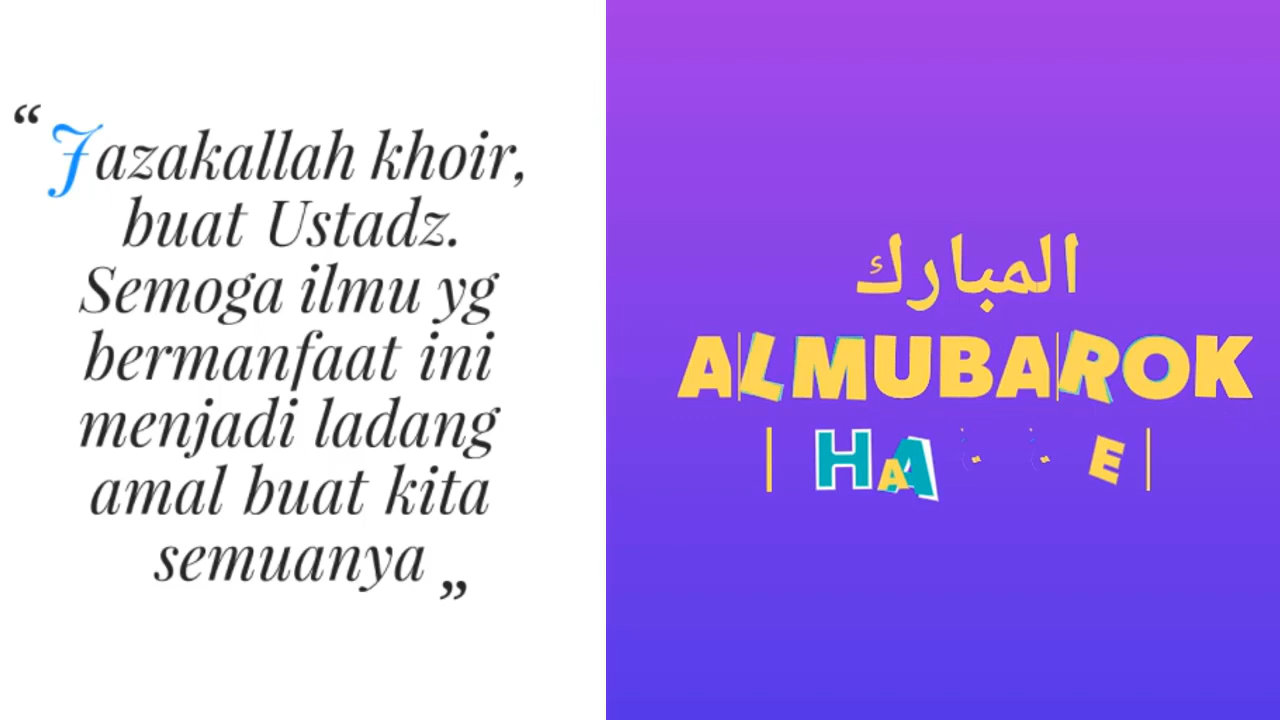 “Jazakallah khoir,
buat Ustadz.
Semoga ilmu yg
bermanfaat ini
menjadi ladang
amal buat kita
semuanya„
المبارك
ALMUBAROK